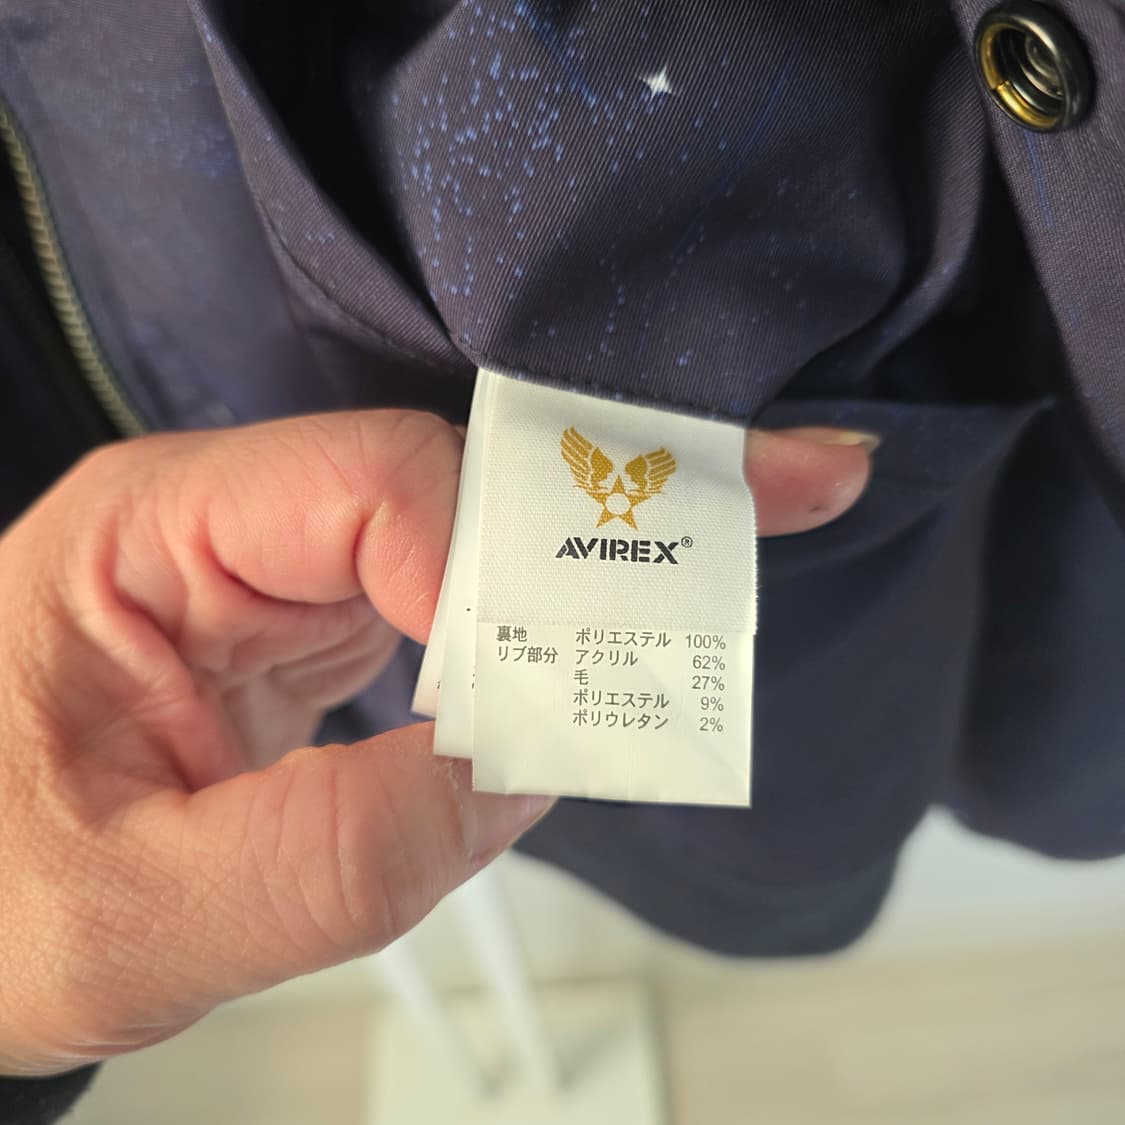 AVIREX®
裏地 ポリエステル 100%
リブ部分 アクリル 62%
毛 27%
ポリエステル 9%
ポリウレタン 2%